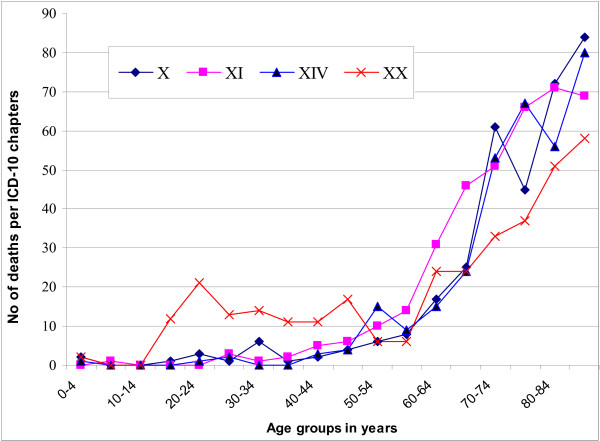 90
80
70
60
50
40
30
20
10
0
No of deaths per ICD-10 chapters
X XI XIV XX
0-4 10-14 20-24 30-34 40-44 50-54 60-64 70-74 80-84
Age groups in years